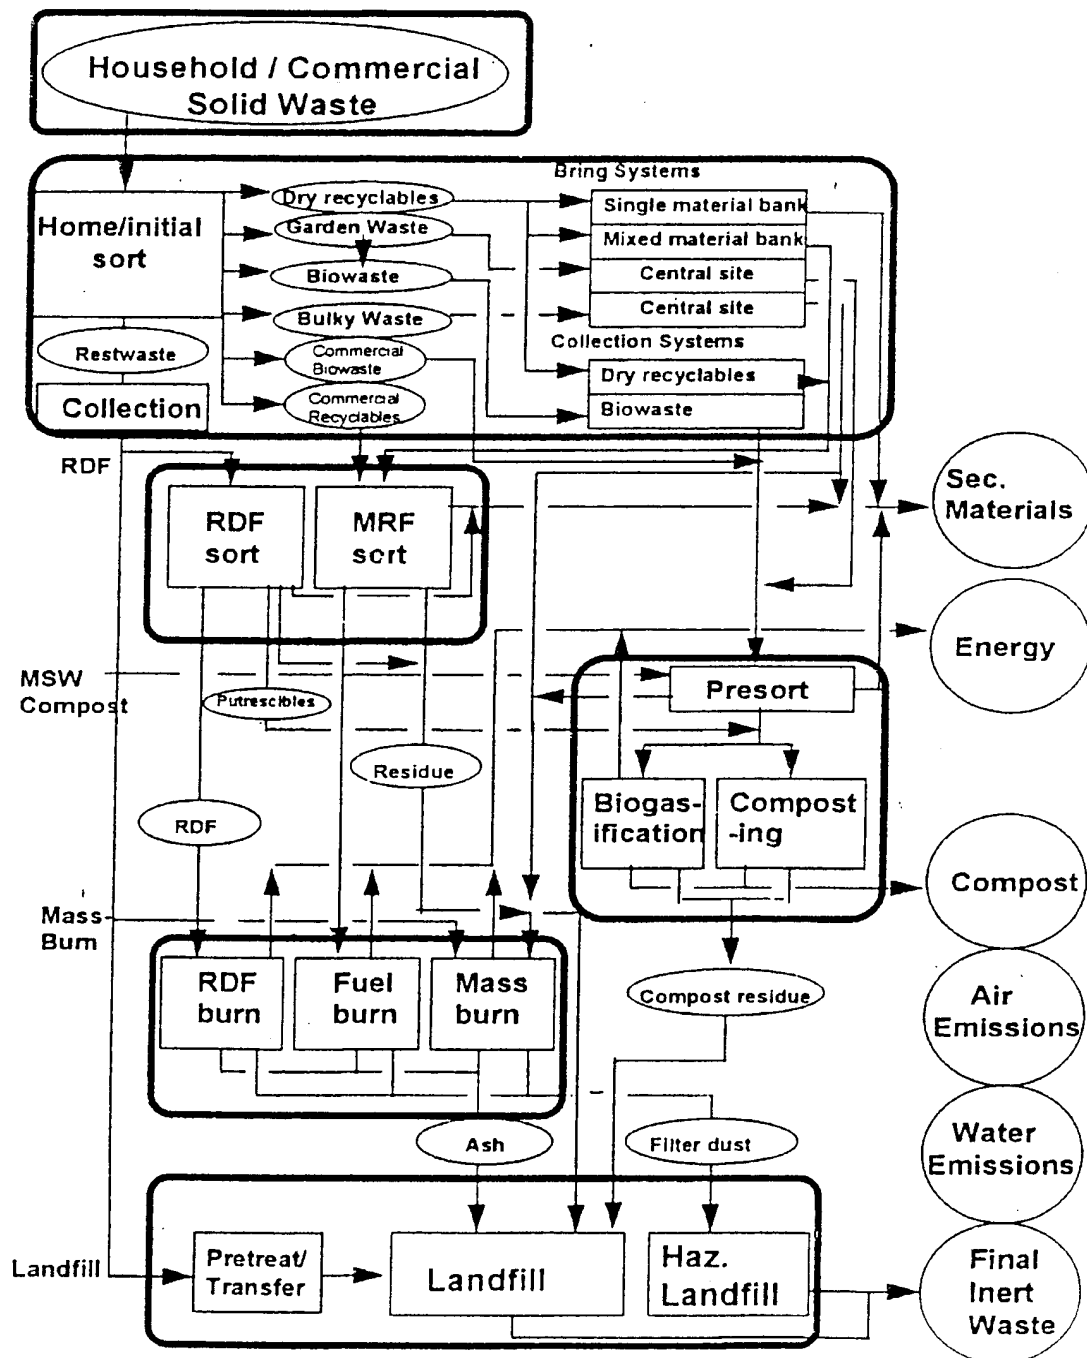 Household / Commercial
Solid Waste
Bring Systems
Home/initial
sort
Dry recyclables
Garden Waste
Biowaste
Bulky Waste
Commercial
Biowaste
Commercial
Recyclables
Single material bank
Mixed material bank
Central site
Central site
Collection Systems
Dry recyclables
Biowaste
Restwaste
Collection
RDF
RDF
sort
MRF
sort
Sec.
Materials
Energy
MSW
Compost
Putrescibles
Presort
Residue
RDF
Biogas-
ification
Compost
-ing
Compost
Mass
Burn
RDF
burn
Fuel
burn
Mass
burn
Compost residue
Air
Emissions
Ash
Filter dust
Water
Emissions
Landfill
Pretreat/
Transfer
Landfill
Haz.
Landfill
Final
Inert
Waste